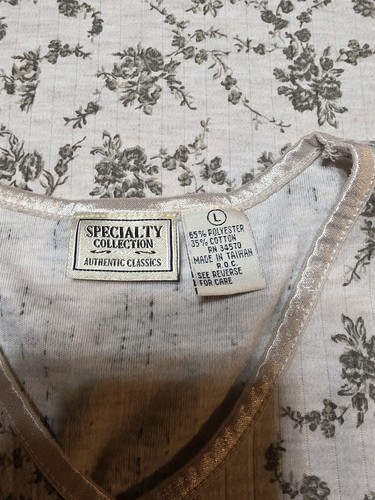 SPECIALTY
COLLECTION
AUTHENTIC CLASSICS
L
65% POLYESTER
35% COTTON
RN 34570
MADE IN TAIWAN
R.O.C.
SEE REVERSE
FOR CARE